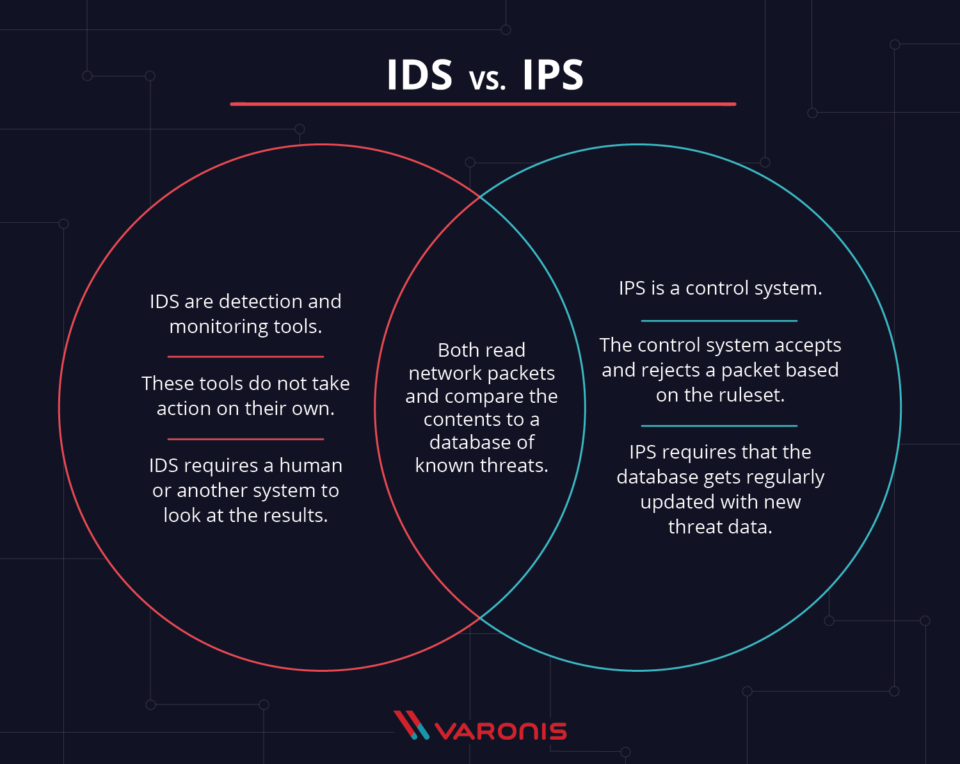 IDS vs. IPS
IDS are detection and
monitoring tools.
These tools do not take
action on their own.
IDS requires a human
or another system to
look at the results.
Both read
network packets
and compare the
contents to a
database of
known threats.
IPS is a control system.
The control system accepts
and rejects a packet based
on the ruleset.
IPS requires that the
database gets regularly
updated with new
threat data.
VARONIS